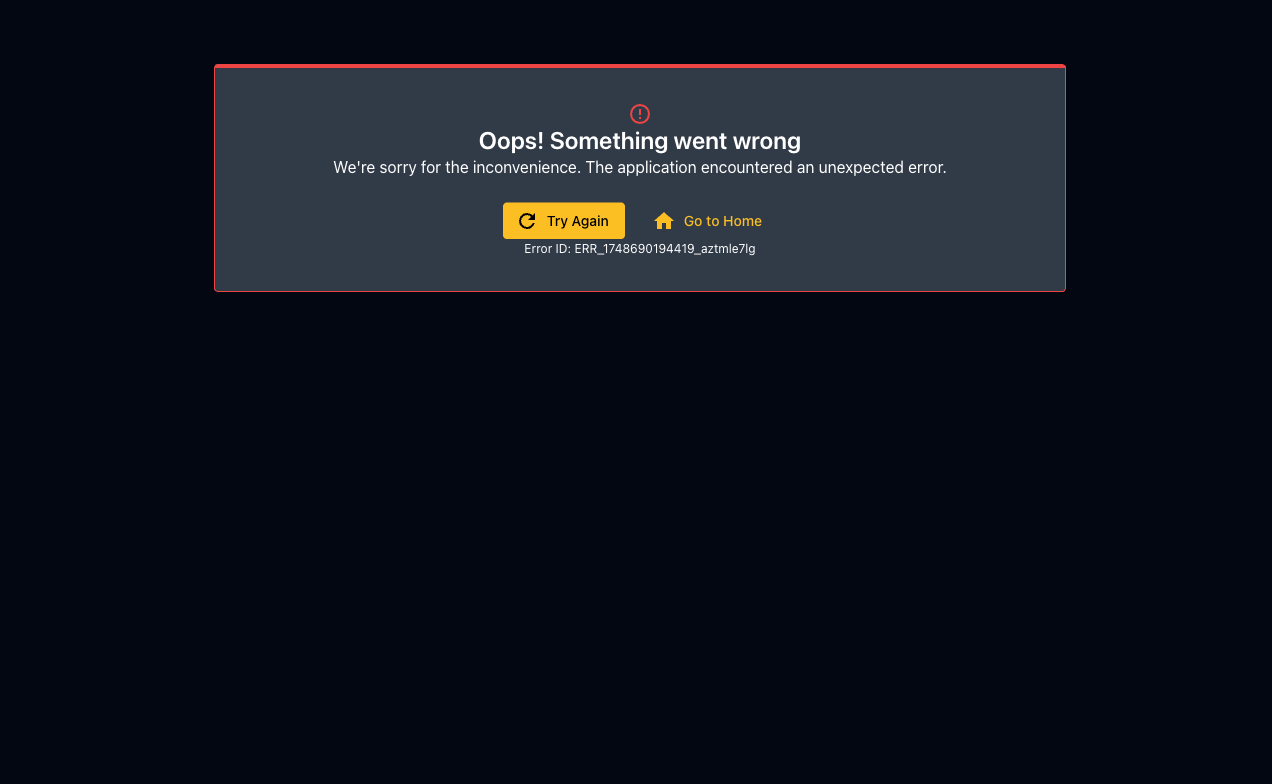 Oops! Something went wrong
We're sorry for the inconvenience. The application encountered an unexpected error.
Try Again
Go to Home
Error ID: ERR_1748690194419_aztmle7lg